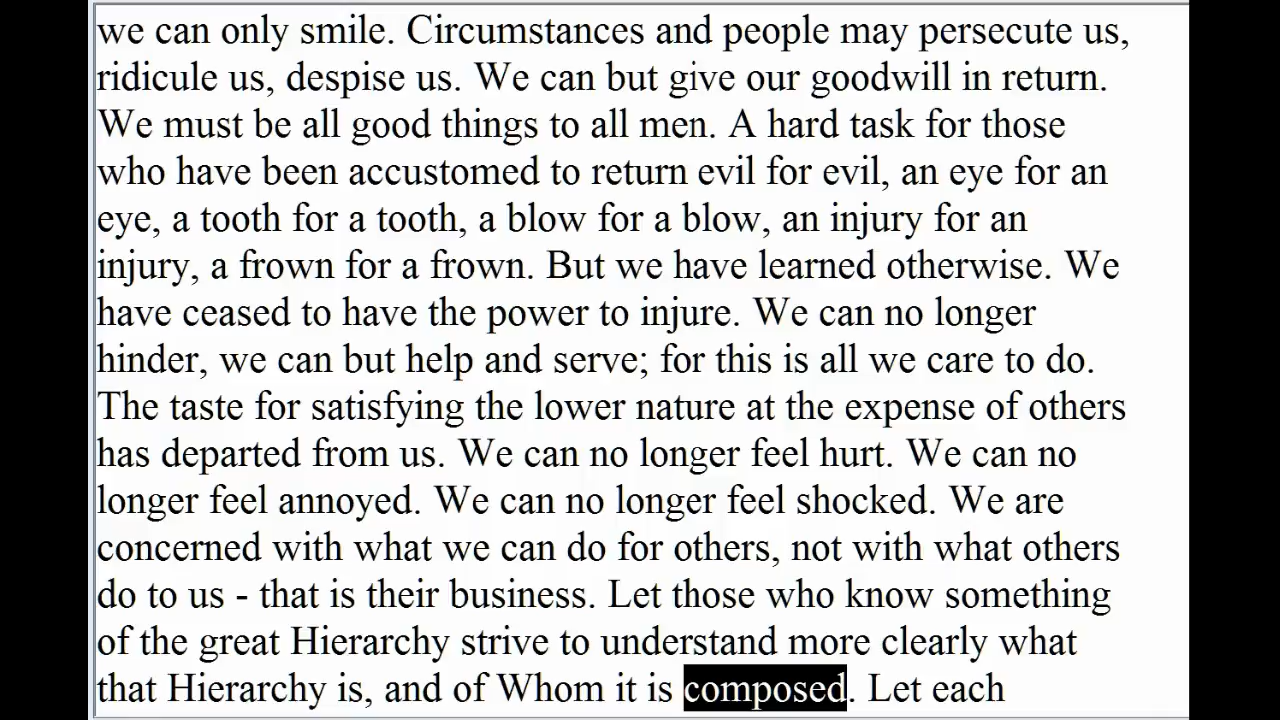 we can only smile. Circumstances and people may persecute us,
ridicule us, despise us. We can but give our goodwill in return.
We must be all good things to all men. A hard task for those
who have been accustomed to return evil for evil, an eye for an
eye, a tooth for a tooth, a blow for a blow, an injury for an
injury, a frown for a frown. But we have learned otherwise. We
have ceased to have the power to injure. We can no longer
hinder, we can but help and serve; for this is all we care to do.
The taste for satisfying the lower nature at the expense of others
has departed from us. We can no longer feel hurt. We can no
longer feel annoyed. We can no longer feel shocked. We are
concerned with what we can do for others, not with what others
do to us - that is their business. Let those who know something
of the great Hierarchy strive to understand more clearly what
that Hierarchy is, and of Whom it is composed. Let each